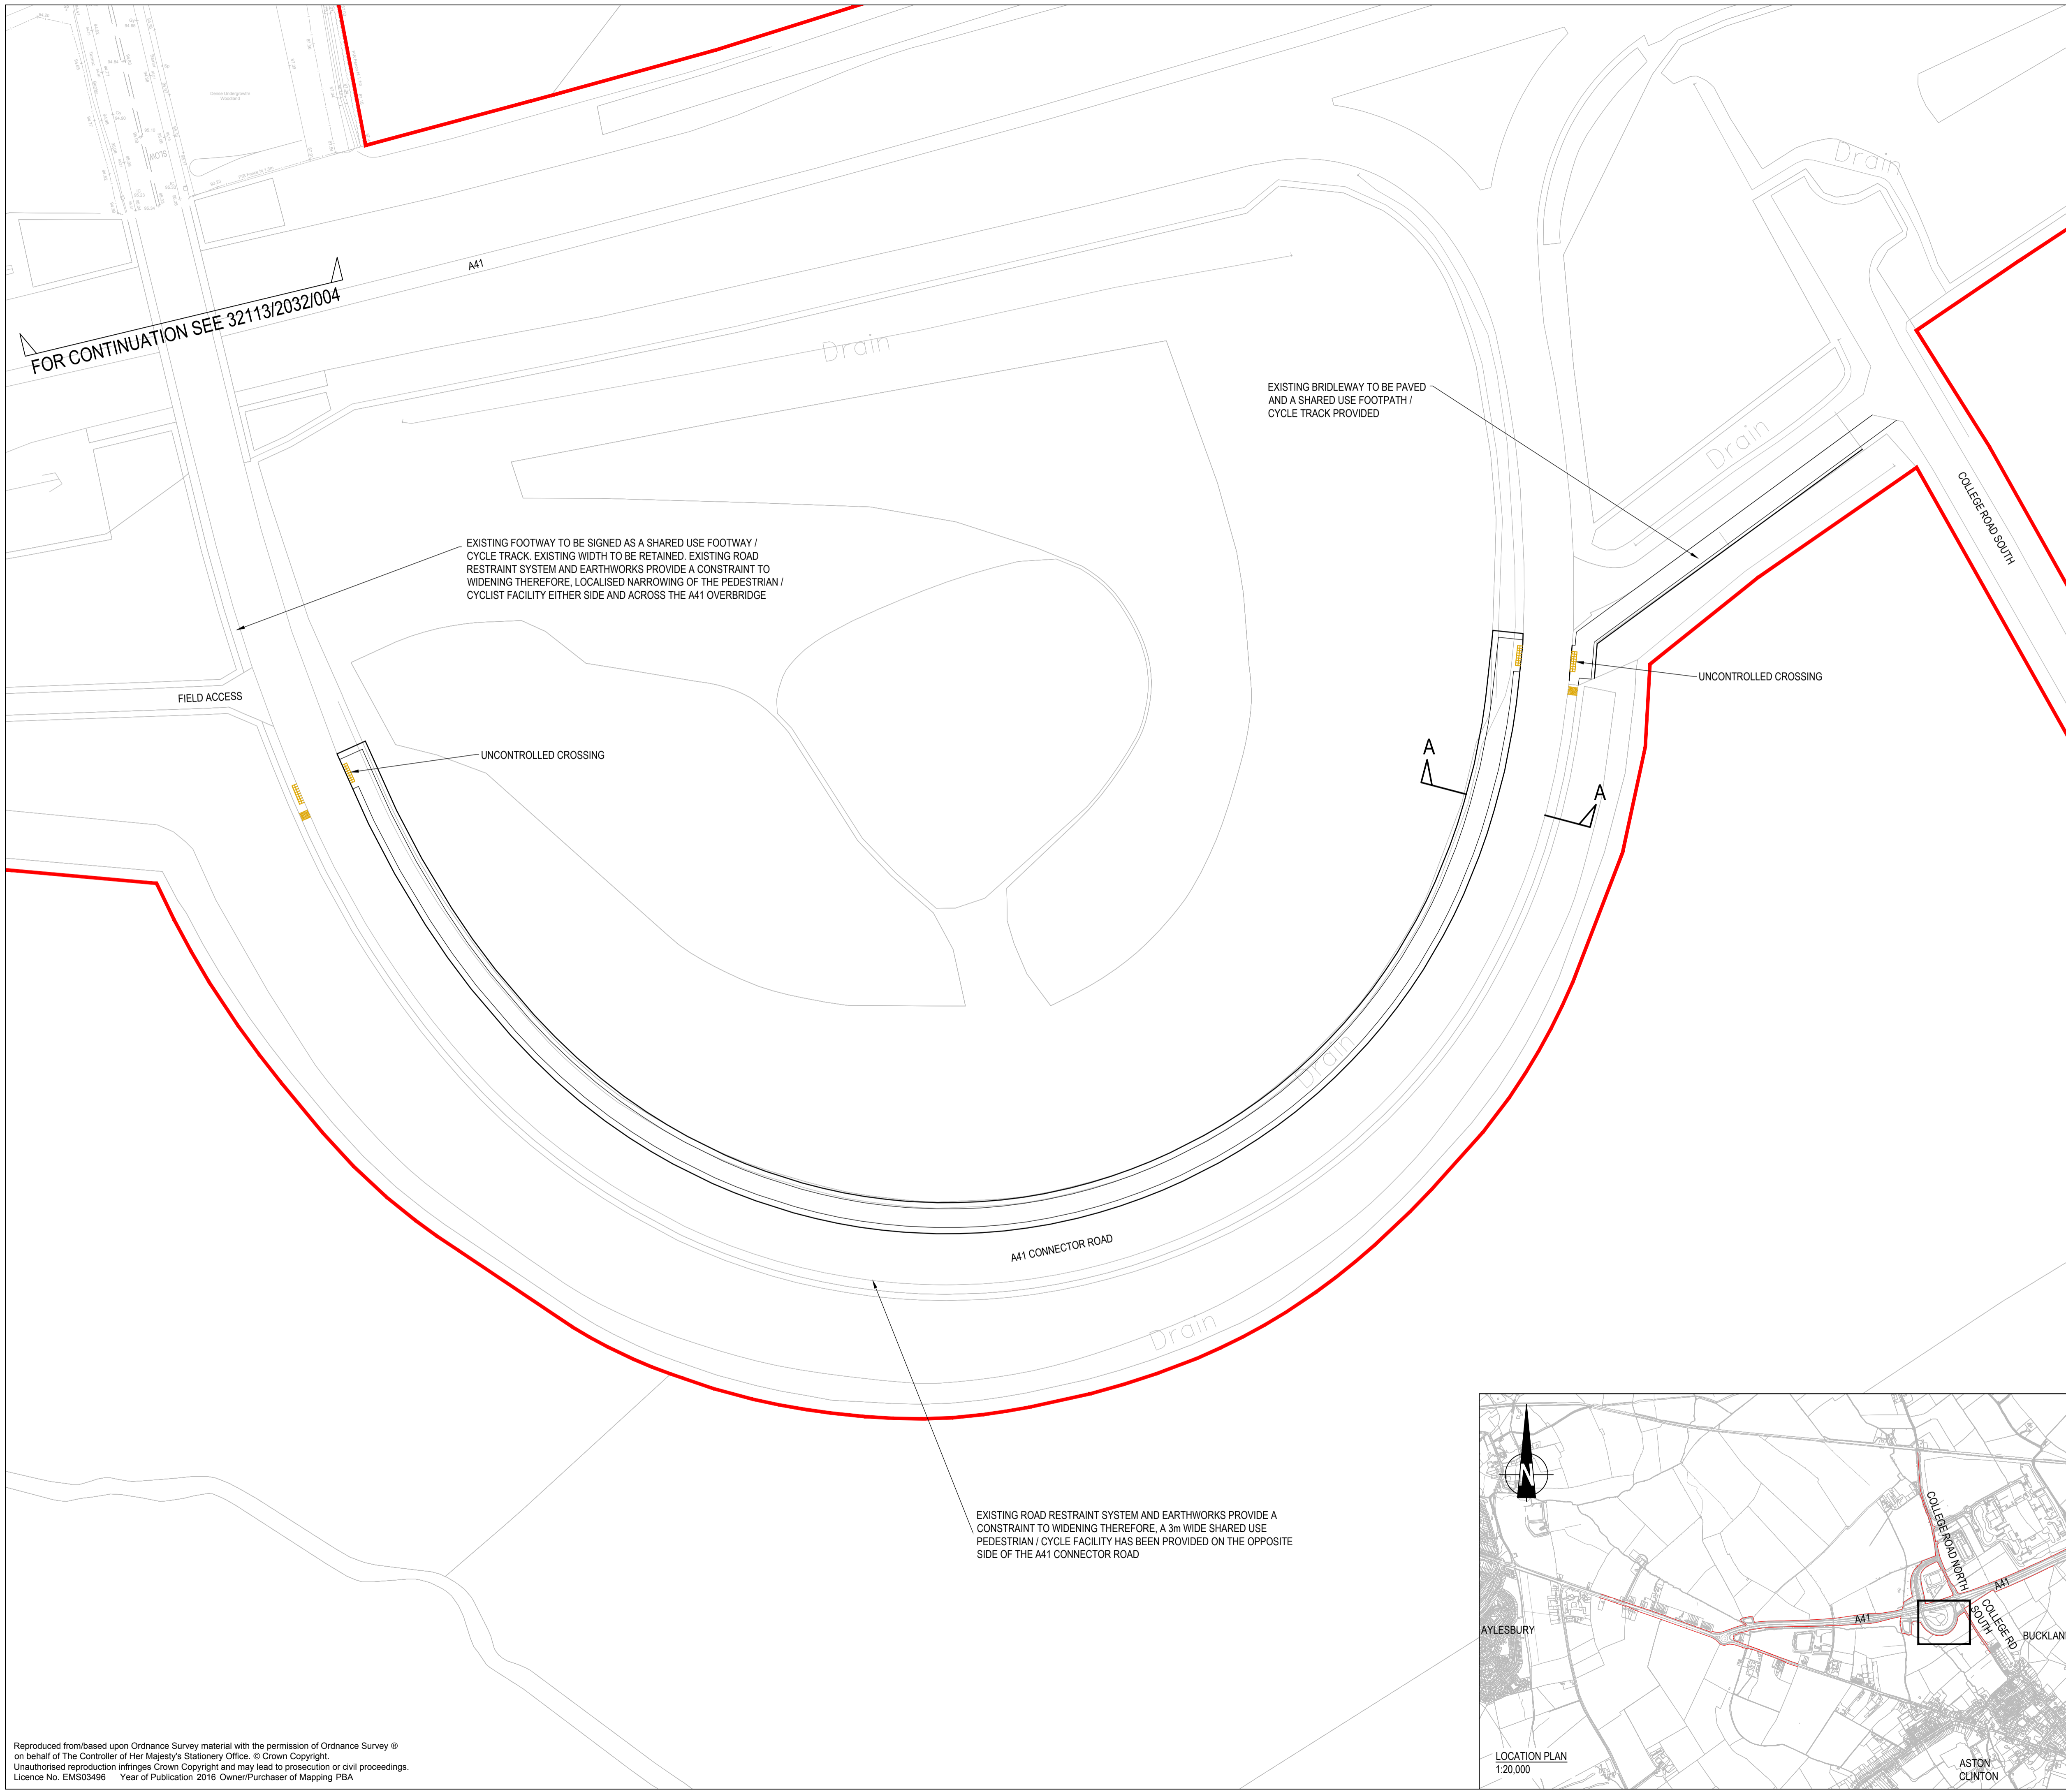 Dense Undergrowth
Woodland
SLOW
A41
FOR CONTINUATION SEE 32113/2032/004
Drain
Drain
EXISTING BRIDLEWAY TO BE PAVED
AND A SHARED USE FOOTPATH /
CYCLE TRACK PROVIDED
Drain
COLLEGE ROAD SOUTH
EXISTING FOOTWAY TO BE SIGNED AS A SHARED USE FOOTWAY /
CYCLE TRACK. EXISTING WIDTH TO BE RETAINED. EXISTING ROAD
RESTRAINT SYSTEM AND EARTHWORKS PROVIDE A CONSTRAINT TO
WIDENING THEREFORE, LOCALISED NARROWING OF THE PEDESTRIAN /
CYCLIST FACILITY EITHER SIDE AND ACROSS THE A41 OVERBRIDGE
FIELD ACCESS
UNCONTROLLED CROSSING
UNCONTROLLED CROSSING
A
A
Drain
A41 CONNECTOR ROAD
Drain
EXISTING ROAD RESTRAINT SYSTEM AND EARTHWORKS PROVIDE A
CONSTRAINT TO WIDENING THEREFORE, A 3m WIDE SHARED USE
PEDESTRIAN / CYCLE FACILITY HAS BEEN PROVIDED ON THE OPPOSITE
SIDE OF THE A41 CONNECTOR ROAD
N
COLLEGE ROAD NORTH
A41
A41
COLLEGE RD
SOUTH
AYLESBURY
BUCKLAN
ASTON
CLINTON
LOCATION PLAN
1:20,000
Reproduced from/based upon Ordnance Survey material with the permission of Ordnance Survey ®
on behalf of The Controller of Her Majesty's Stationery Office. © Crown Copyright.
Unauthorised reproduction infringes Crown Copyright and may lead to prosecution or civil proceedings.
Licence No. EMS03496 Year of Publication 2016 Owner/Purchaser of Mapping PBA